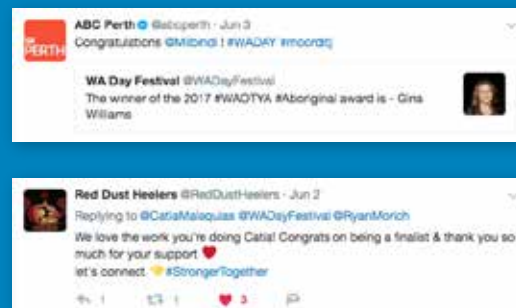 ABC Perth @abcperth · Jun 3
Congratulations @Milbindi ! #WADAY #moorditj
PERTH
WA Day Festival @WADayFestival
The winner of the 2017 #WAOTYA #Aboriginal award is - Gina
Williams
Red Dust Heelers @RedDustHeelers · Jun 2
Replying to @CatiaMalaquias @WADayFestival @RyanMorich
We love the work you're doing Catia! Congrats on being a finalist & thank you so
much for your support ❤️
let's connect 💛 #StrongerTogether
1 1 3